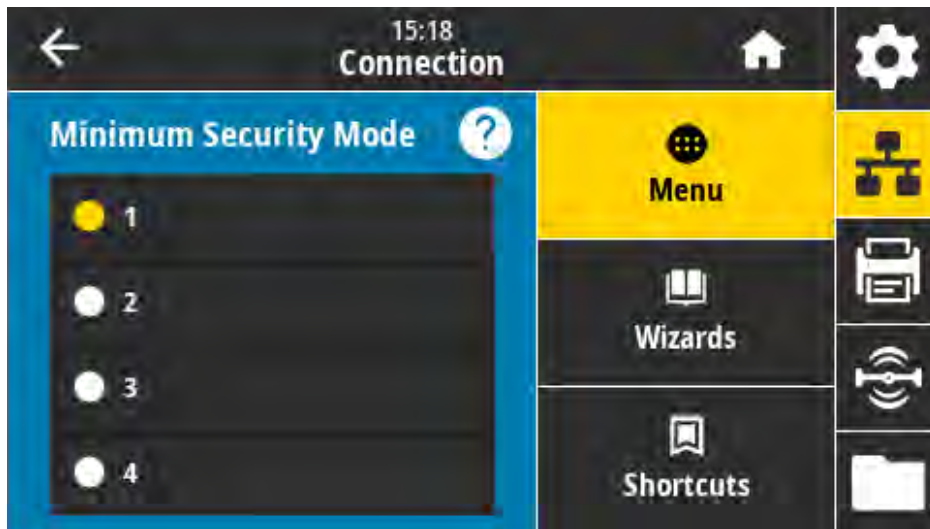 15:18
Connection
Minimum Security Mode ?
1
2
3
4
Menu
Wizards
Shortcuts